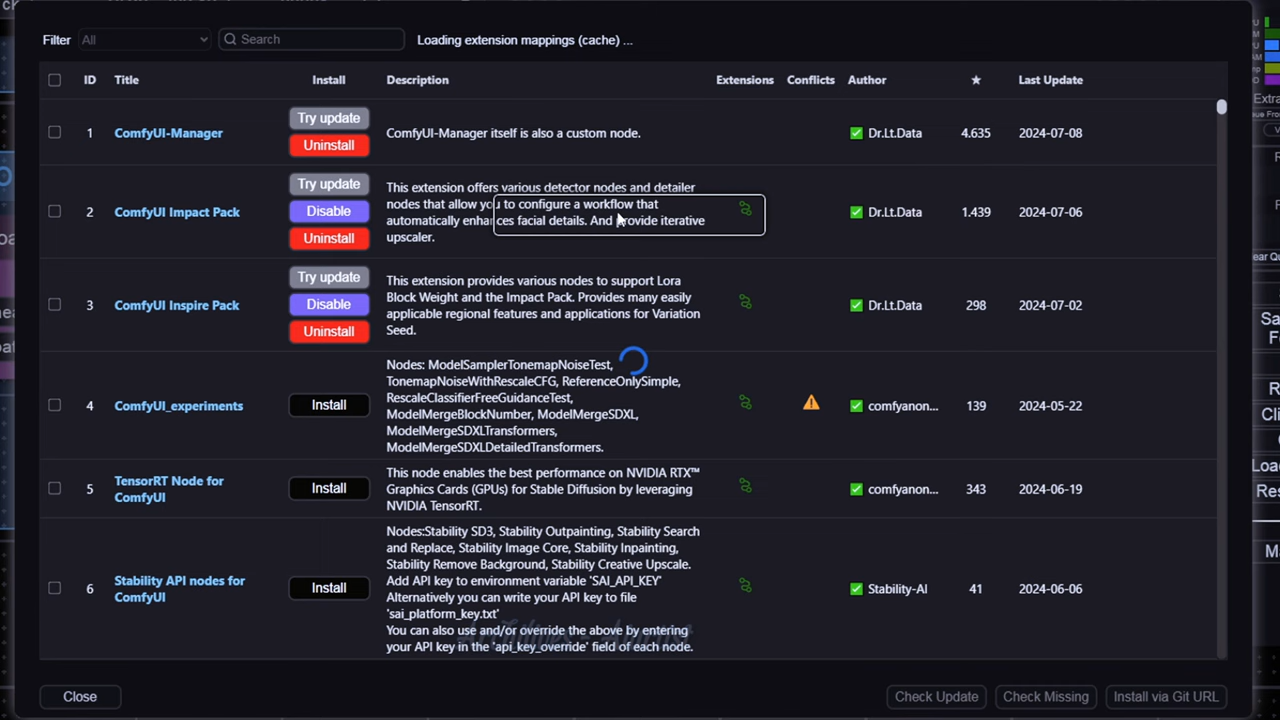 Filter All Search Loading extension mappings (cache) ...
ID Title Install Description Extensions Conflicts Author ★ Last Update
1 ComfyUI-Manager Try update Uninstall ComfyUI-Manager itself is also a custom node. Dr.Lt.Data 4.635 2024-07-08
2 ComfyUI Impact Pack Try update Disable Uninstall Dr.Lt.Data 1.439 2024-07-06
This extension offers various detector nodes and detailer
nodes that allow you to configure a workflow that
automatically enhances facial details. And provide iterative
upscaler.
3 ComfyUI Inspire Pack Try update Disable Uninstall Dr.Lt.Data 298 2024-07-02
This extension provides various nodes to support Lora
Block Weight and the Impact Pack. Provides many easily
applicable regional features and applications for Variation
Seed.
4 ComfyUI_experiments Install comfyanon... 139 2024-05-22
Nodes: ModelSamplerTonemapNoiseTest,
TonemapNoiseWithRescaleCFG, ReferenceOnlySimple,
RescaleClassifierFreeGuidanceTest,
ModelMergeBlockNumber, ModelMergeSDXL,
ModelMergeSDXLTransformers,
ModelMergeSDXLDetailedTransformers.
5 TensorRT Node for
ComfyUI
Install comfyanon... 343 2024-06-19
This node enables the best performance on NVIDIA RTX™
Graphics Cards (GPUs) for Stable Diffusion by leveraging
NVIDIA TensorRT.
6 Stability API nodes for
ComfyUI
Install Stability-AI 41 2024-06-06
Nodes:Stability SD3, Stability Outpainting, Stability Search
and Replace, Stability Image Core, Stability Inpainting,
Stability Remove Background, Stability Creative Upscale.
Add API key to environment variable 'SAI_API_KEY'
Alternatively you can write your API key to file
'sai_platform_key.txt'
You can also use and/or override the above by entering
your API key in the 'api_key_override' field of each node.
Close Check Update Check Missing Install via Git URL